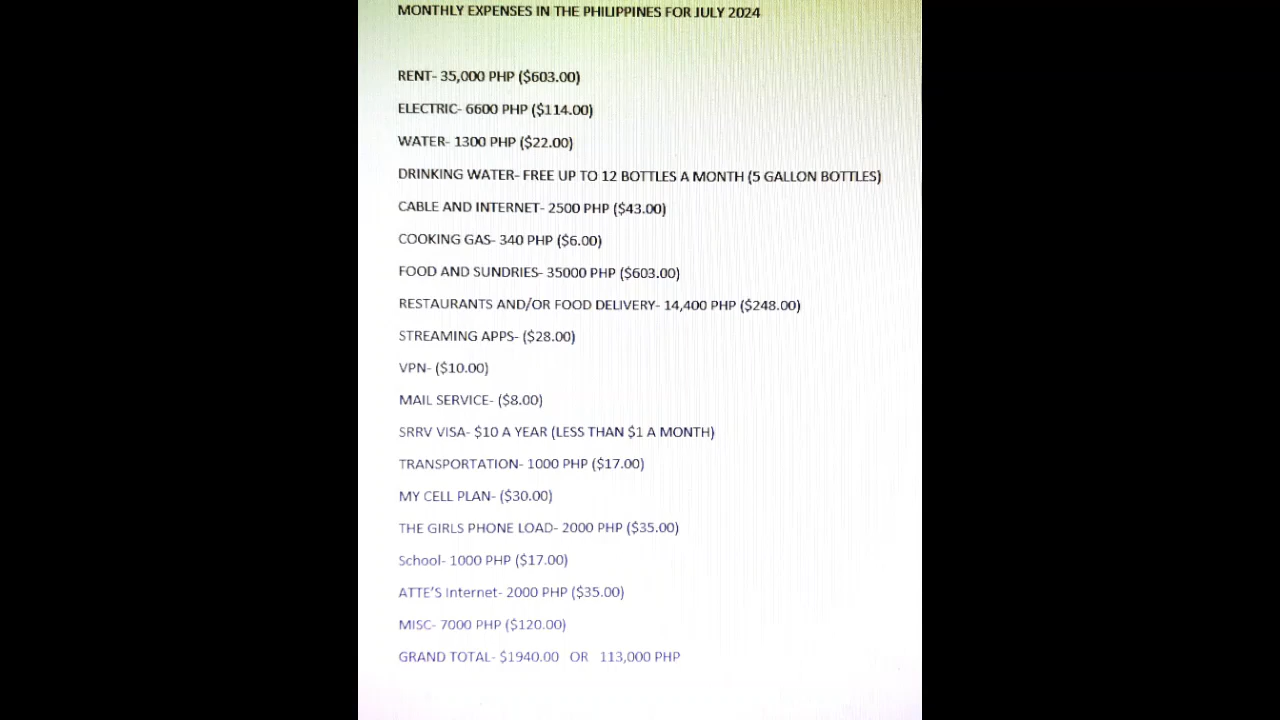 MONTHLY EXPENSES IN THE PHILIPPINES FOR JULY 2024
RENT- 35,000 PHP ($603.00)
ELECTRIC- 6600 PHP ($114.00)
WATER- 1300 PHP ($22.00)
DRINKING WATER- FREE UP TO 12 BOTTLES A MONTH (5 GALLON BOTTLES)
CABLE AND INTERNET- 2500 PHP ($43.00)
COOKING GAS- 340 PHP ($6.00)
FOOD AND SUNDRIES- 35000 PHP ($603.00)
RESTAURANTS AND/OR FOOD DELIVERY- 14,400 PHP ($248.00)
STREAMING APPS- ($28.00)
VPN- ($10.00)
MAIL SERVICE- ($8.00)
SRRV VISA- $10 A YEAR (LESS THAN $1 A MONTH)
TRANSPORTATION- 1000 PHP ($17.00)
MY CELL PLAN- ($30.00)
THE GIRLS PHONE LOAD- 2000 PHP ($35.00)
School- 1000 PHP ($17.00)
ATTE'S Internet- 2000 PHP ($35.00)
MISC- 7000 PHP ($120.00)
GRAND TOTAL- $1940.00 OR 113,000 PHP